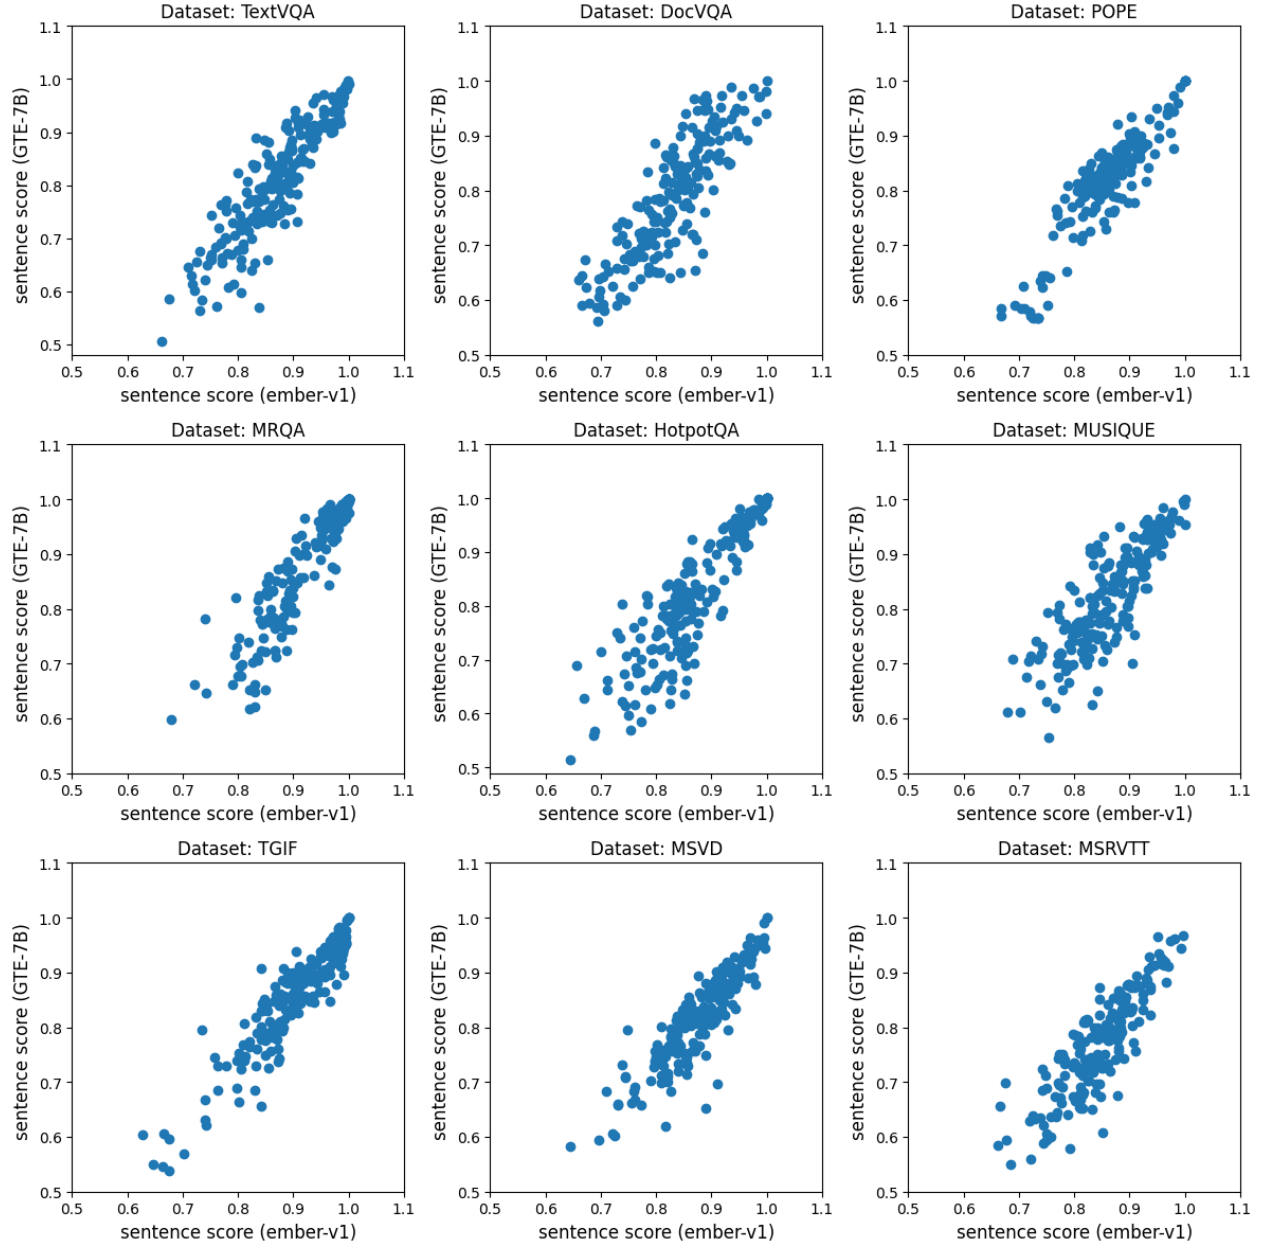 Dataset: TextVQA
Dataset: DocVQA
Dataset: POPE
1.1
1.0
0.9
0.8
0.7
0.6
0.5
sentence score (GTE-7B)
0.5 0.6 0.7 0.8 0.9 1.0 1.1
sentence score (ember-v1)
1.1
1.0
0.9
0.8
0.7
0.6
0.5
sentence score (GTE-7B)
0.5 0.6 0.7 0.8 0.9 1.0 1.1
sentence score (ember-v1)
1.1
1.0
0.9
0.8
0.7
0.6
0.5
sentence score (GTE-7B)
0.5 0.6 0.7 0.8 0.9 1.0 1.1
sentence score (ember-v1)
Dataset: MRQA
Dataset: HotpotQA
Dataset: MUSIQUE
1.1
1.0
0.9
0.8
0.7
0.6
0.5
sentence score (GTE-7B)
0.5 0.6 0.7 0.8 0.9 1.0 1.1
sentence score (ember-v1)
1.1
1.0
0.9
0.8
0.7
0.6
0.5
sentence score (GTE-7B)
0.5 0.6 0.7 0.8 0.9 1.0 1.1
sentence score (ember-v1)
1.1
1.0
0.9
0.8
0.7
0.6
0.5
sentence score (GTE-7B)
0.5 0.6 0.7 0.8 0.9 1.0 1.1
sentence score (ember-v1)
Dataset: TGIF
Dataset: MSVD
Dataset: MSRVTT
1.1
1.0
0.9
0.8
0.7
0.6
0.5
sentence score (GTE-7B)
0.5 0.6 0.7 0.8 0.9 1.0 1.1
sentence score (ember-v1)
1.1
1.0
0.9
0.8
0.7
0.6
0.5
sentence score (GTE-7B)
0.5 0.6 0.7 0.8 0.9 1.0 1.1
sentence score (ember-v1)
1.1
1.0
0.9
0.8
0.7
0.6
0.5
sentence score (GTE-7B)
0.5 0.6 0.7 0.8 0.9 1.0 1.1
sentence score (ember-v1)